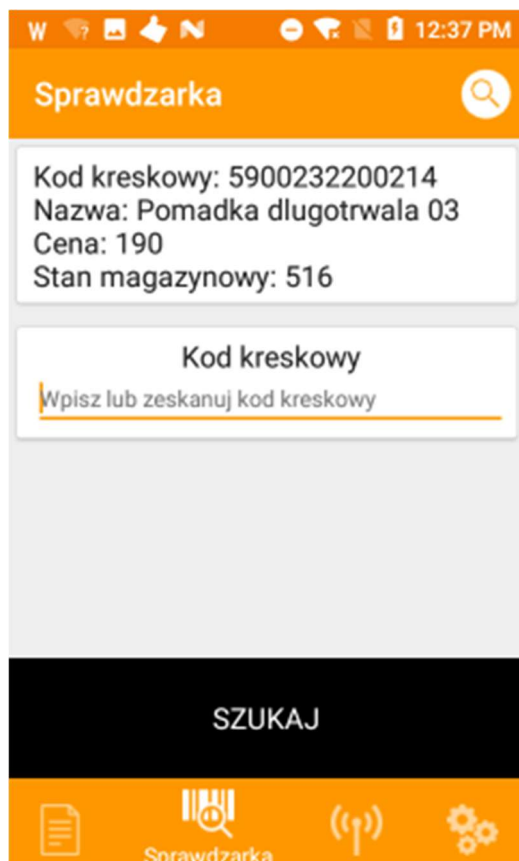 12:37 PM
Sprawdzarka
Kod kreskowy: 5900232200214
Nazwa: Pomadka dlugotrwala 03
Cena: 190
Stan magazynowy: 516
Kod kreskowy
Wpisz lub zeskanuj kod kreskowy
SZUKAJ
Sprawdzarka